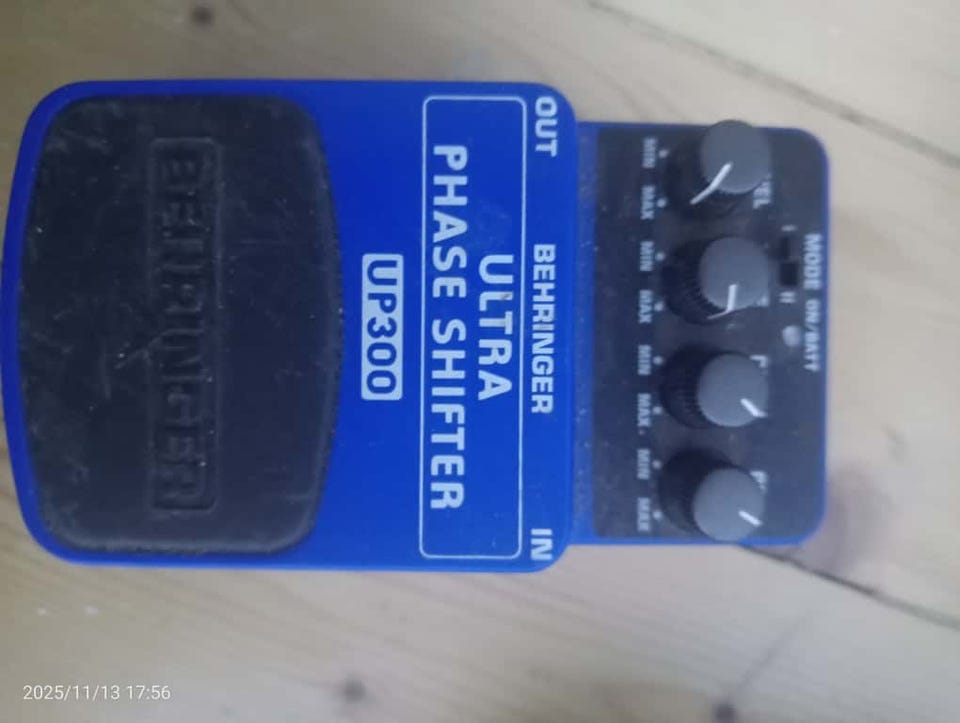 MODE ON/BATT
I
II
MIN MAX MIN MAX MIN MAX MIN MAX
OUT BEHRINGER IN
ULTRA
PHASE SHIFTER
UP300
BEHRINGER
2025/11/13 17:56